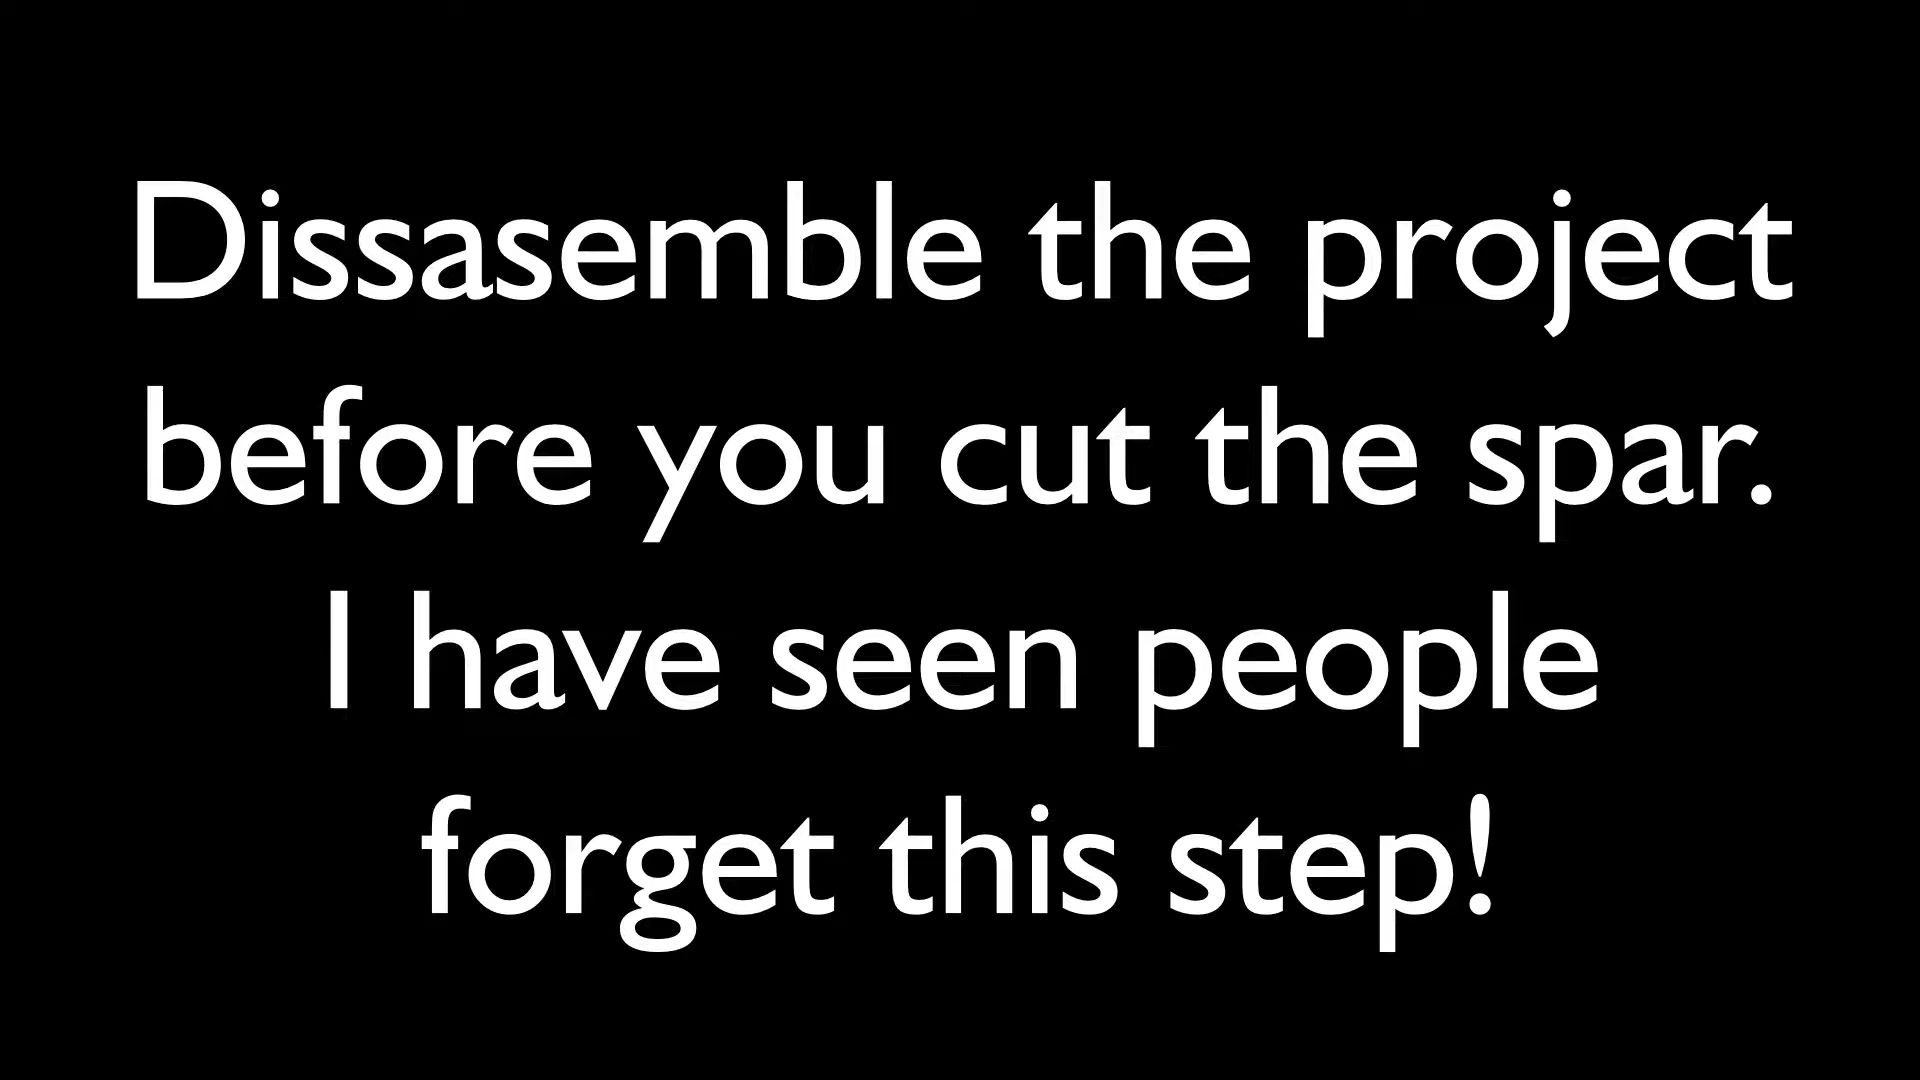 Dissasemble the project
before you cut the spar.
I have seen people
forget this step!